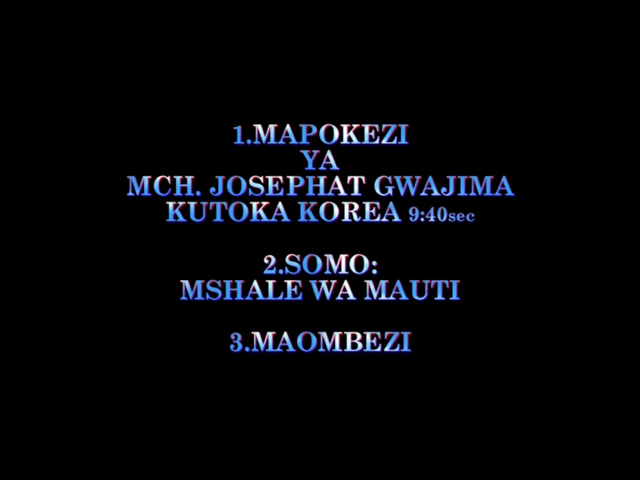 1.MAPOKEZI
YA
MCH. JOSEPHAT GWAJIMA
KUTOKA KOREA 9:40sec
2.SOMO:
MSHALE WA MAUTI
3.MAOMBEZI